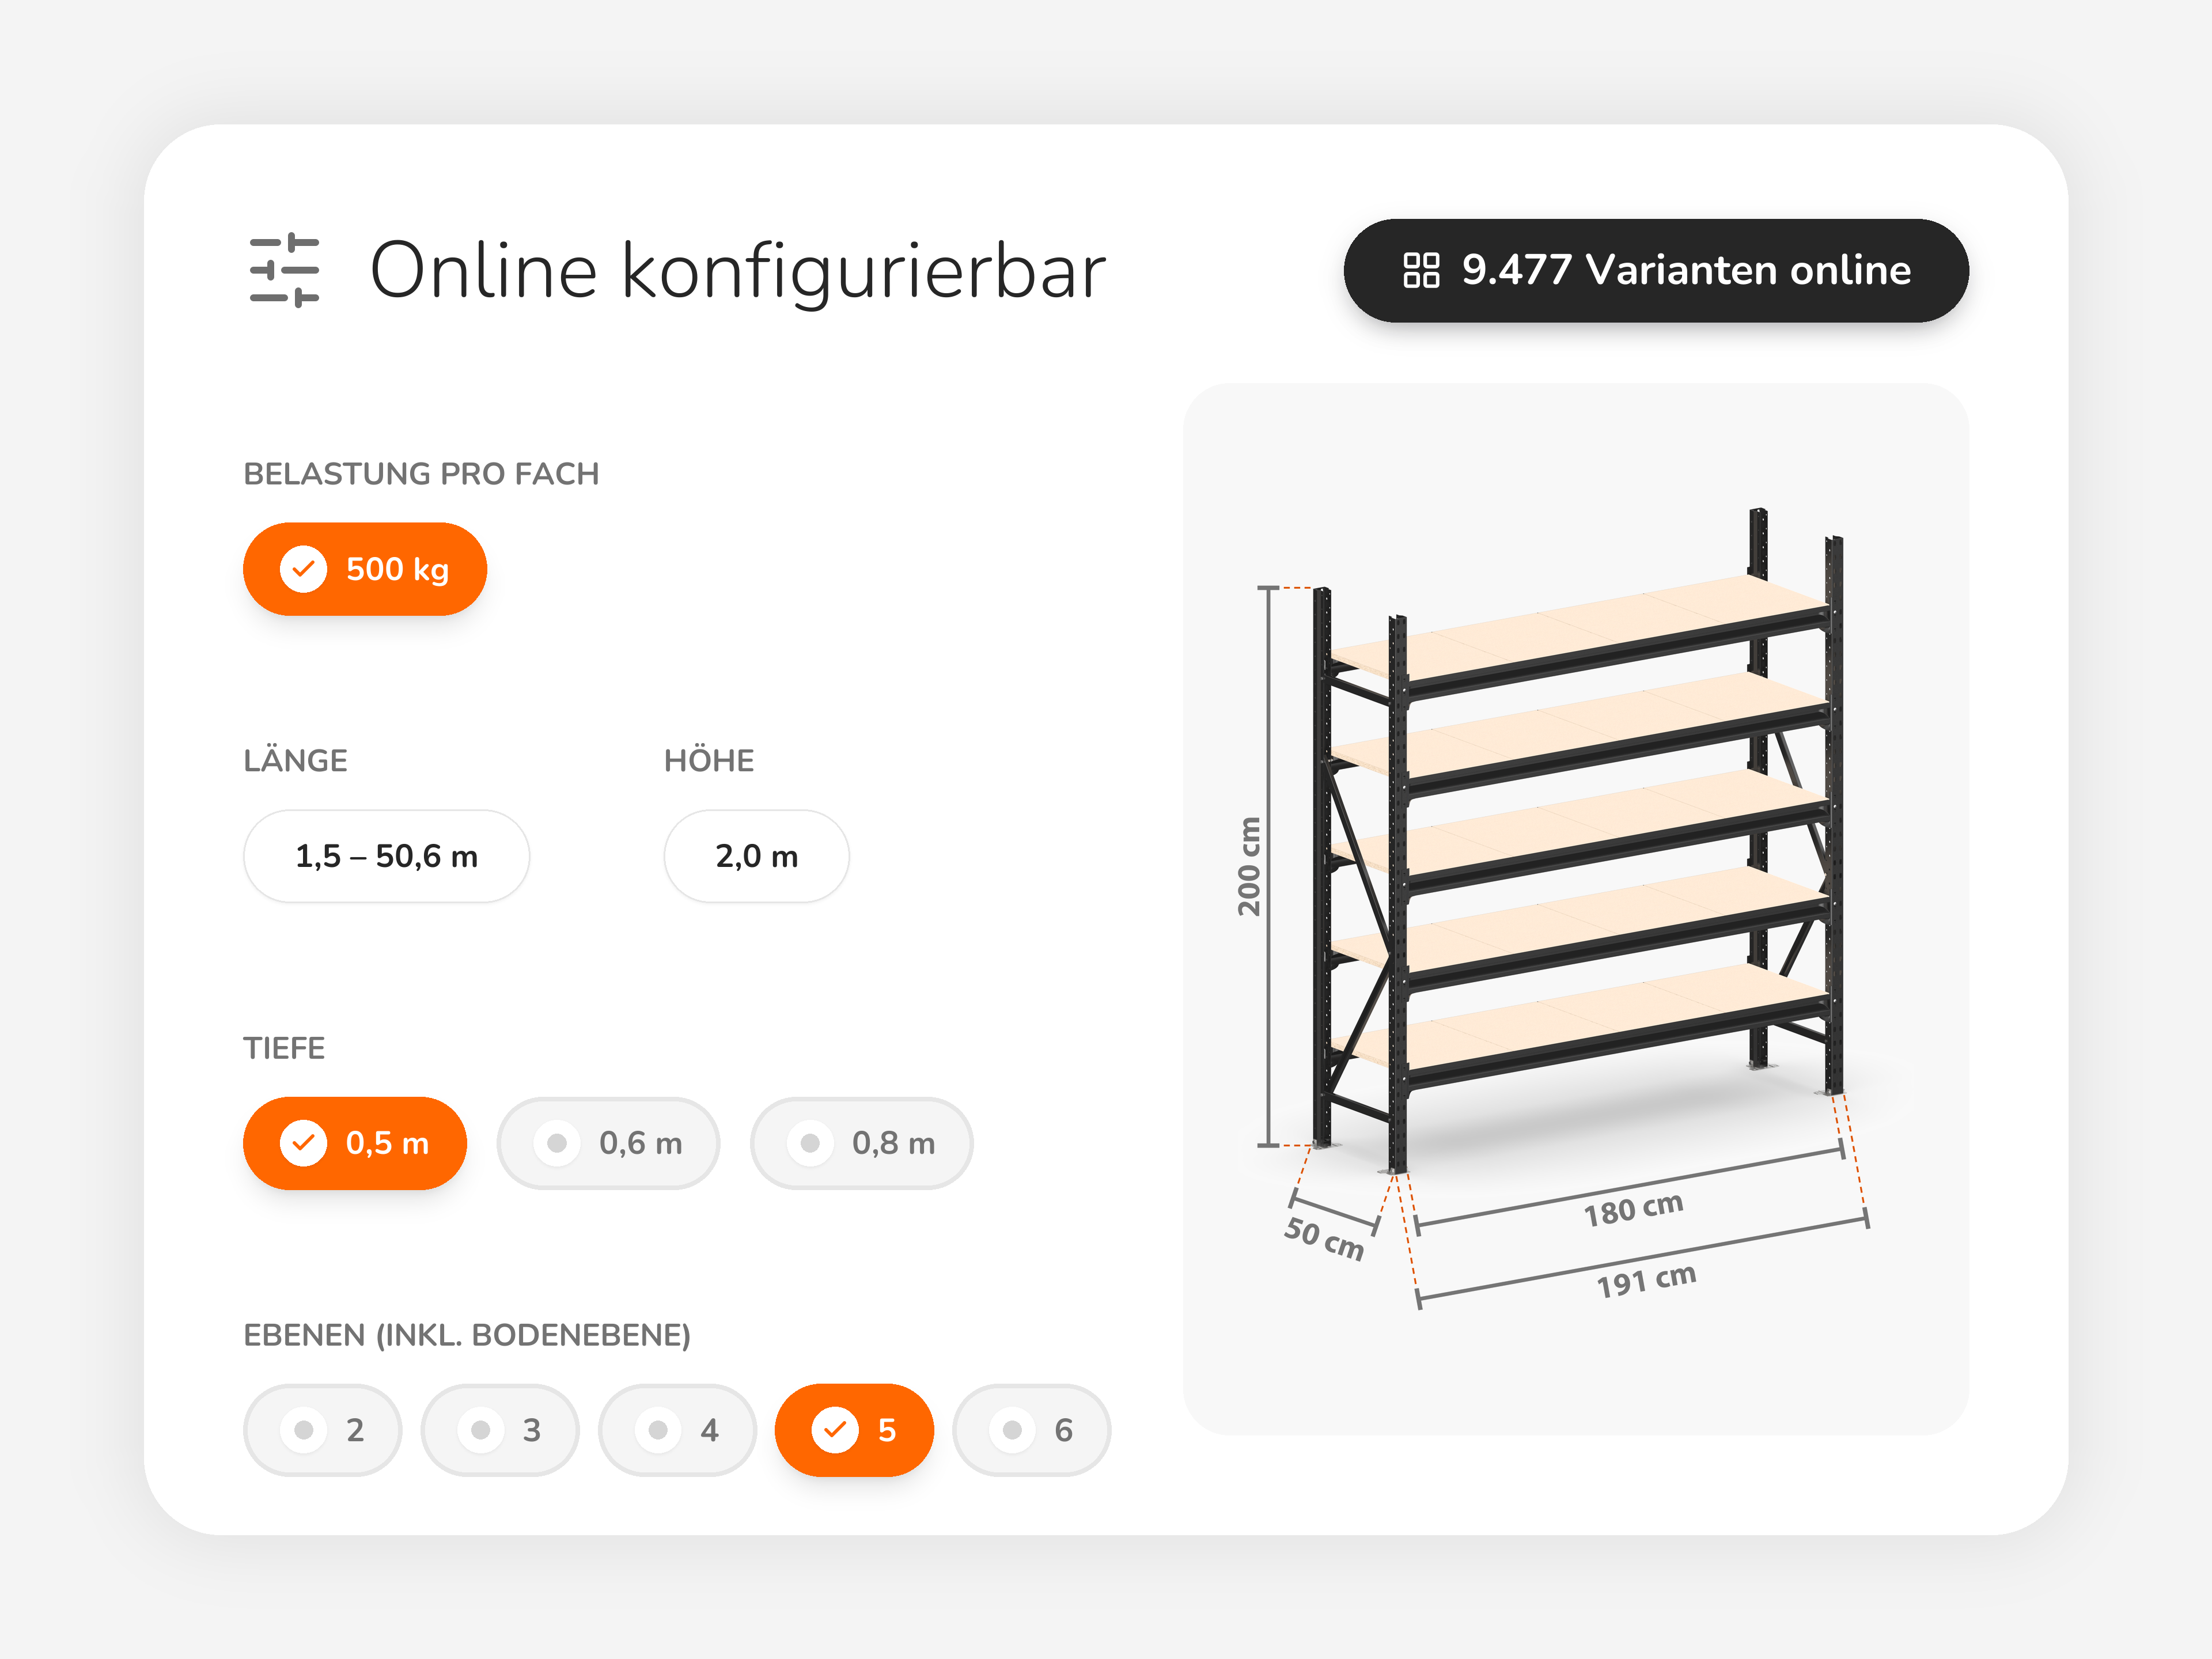 Online konfigurierbar
9.477 Varianten online
BELASTUNG PRO FACH
500 kg
LÄNGE
HÖHE
1,5 – 50,6 m
2,0 m
TIEFE
0,5 m
0,6 m
0,8 m
EBENEN (INKL. BODENEBENE)
2
3
4
5
6
200 cm
50 cm
180 cm
191 cm